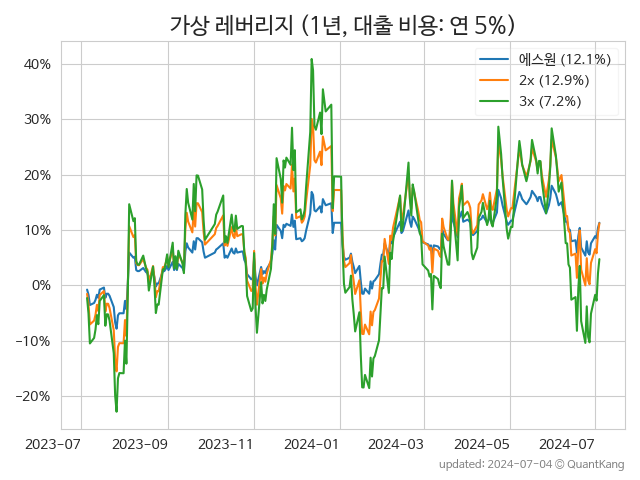 가상 레버리지 (1년, 대출 비용: 연 5%)
에스원 (12.1%)
2x (12.9%)
3x (7.2%)
40%
30%
20%
10%
0%
−10%
−20%
2023-07
2023-09
2023-11
2024-01
2024-03
2024-05
2024-07
updated: 2024-07-04 © QuantKang